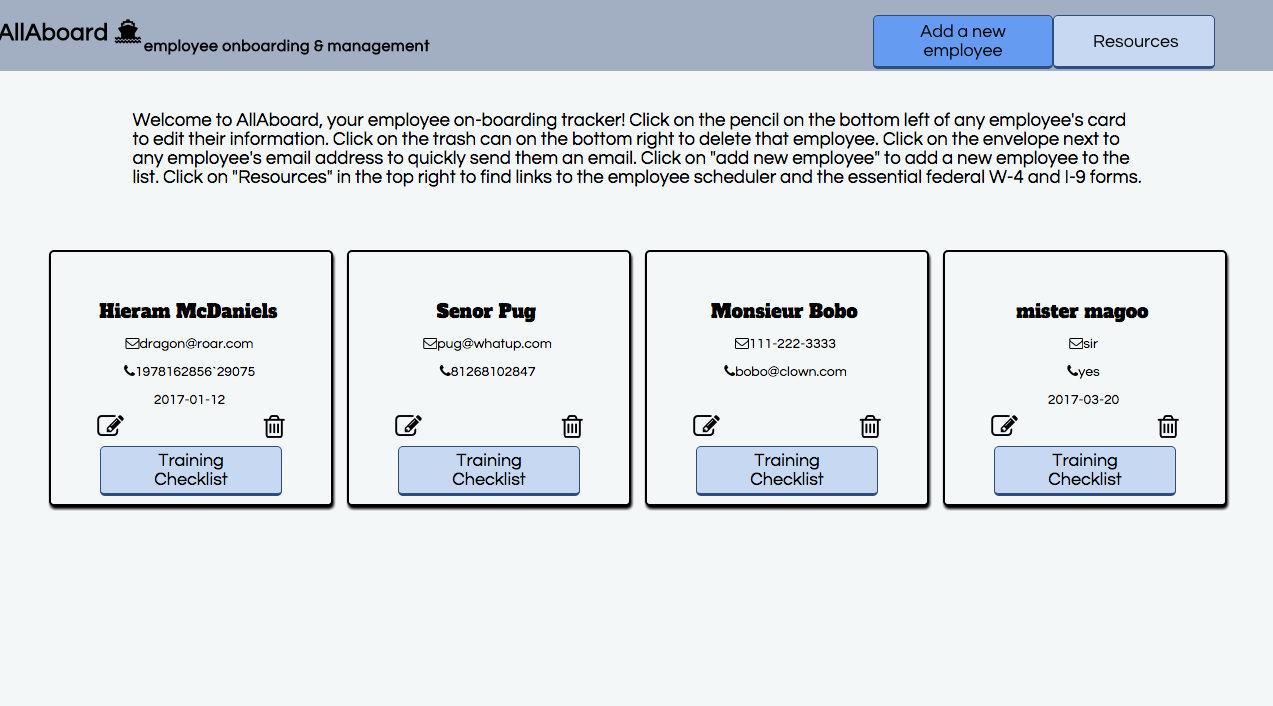 AllAboard
employee onboarding & management
Add a new
employee
Resources
Welcome to AllAboard, your employee on-boarding tracker! Click on the pencil on the bottom left of any employee's card
to edit their information. Click on the trash can on the bottom right to delete that employee. Click on the envelope next to
any employee's email address to quickly send them an email. Click on "add new employee" to add a new employee to the
list. Click on "Resources" in the top right to find links to the employee scheduler and the essential federal W-4 and I-9 forms.
Hieram McDaniels
dragon@roar.com
1978162856`29075
2017-01-12
Training
Checklist
Senor Pug
pug@whatup.com
81268102847
Training
Checklist
Monsieur Bobo
111-222-3333
bobo@clown.com
Training
Checklist
mister magoo
sir
yes
2017-03-20
Training
Checklist